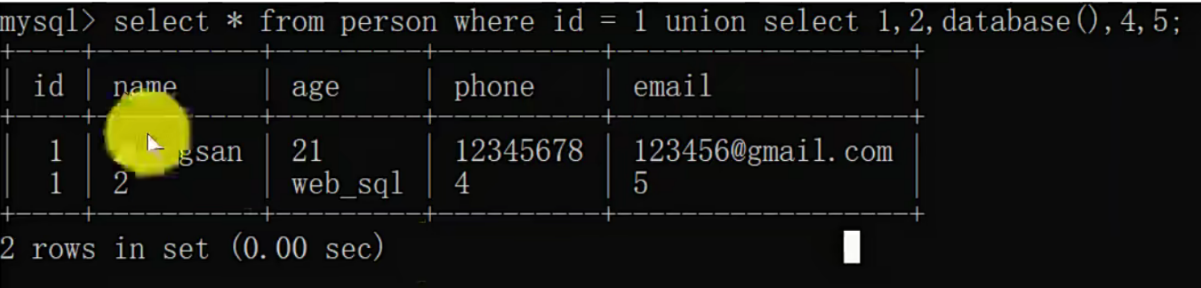 mysql> select * from person where id = 1 union select 1,2,database(),4,5;
+----+----------+---------+----------+------------------+
| id | name | age | phone | email |
+----+----------+---------+----------+------------------+
| 1 | gsan | 21 | 12345678 | 123456@gmail.com |
| 1 | 2 | web_sql | 4 | 5 |
+----+----------+---------+----------+------------------+
2 rows in set (0.00 sec)